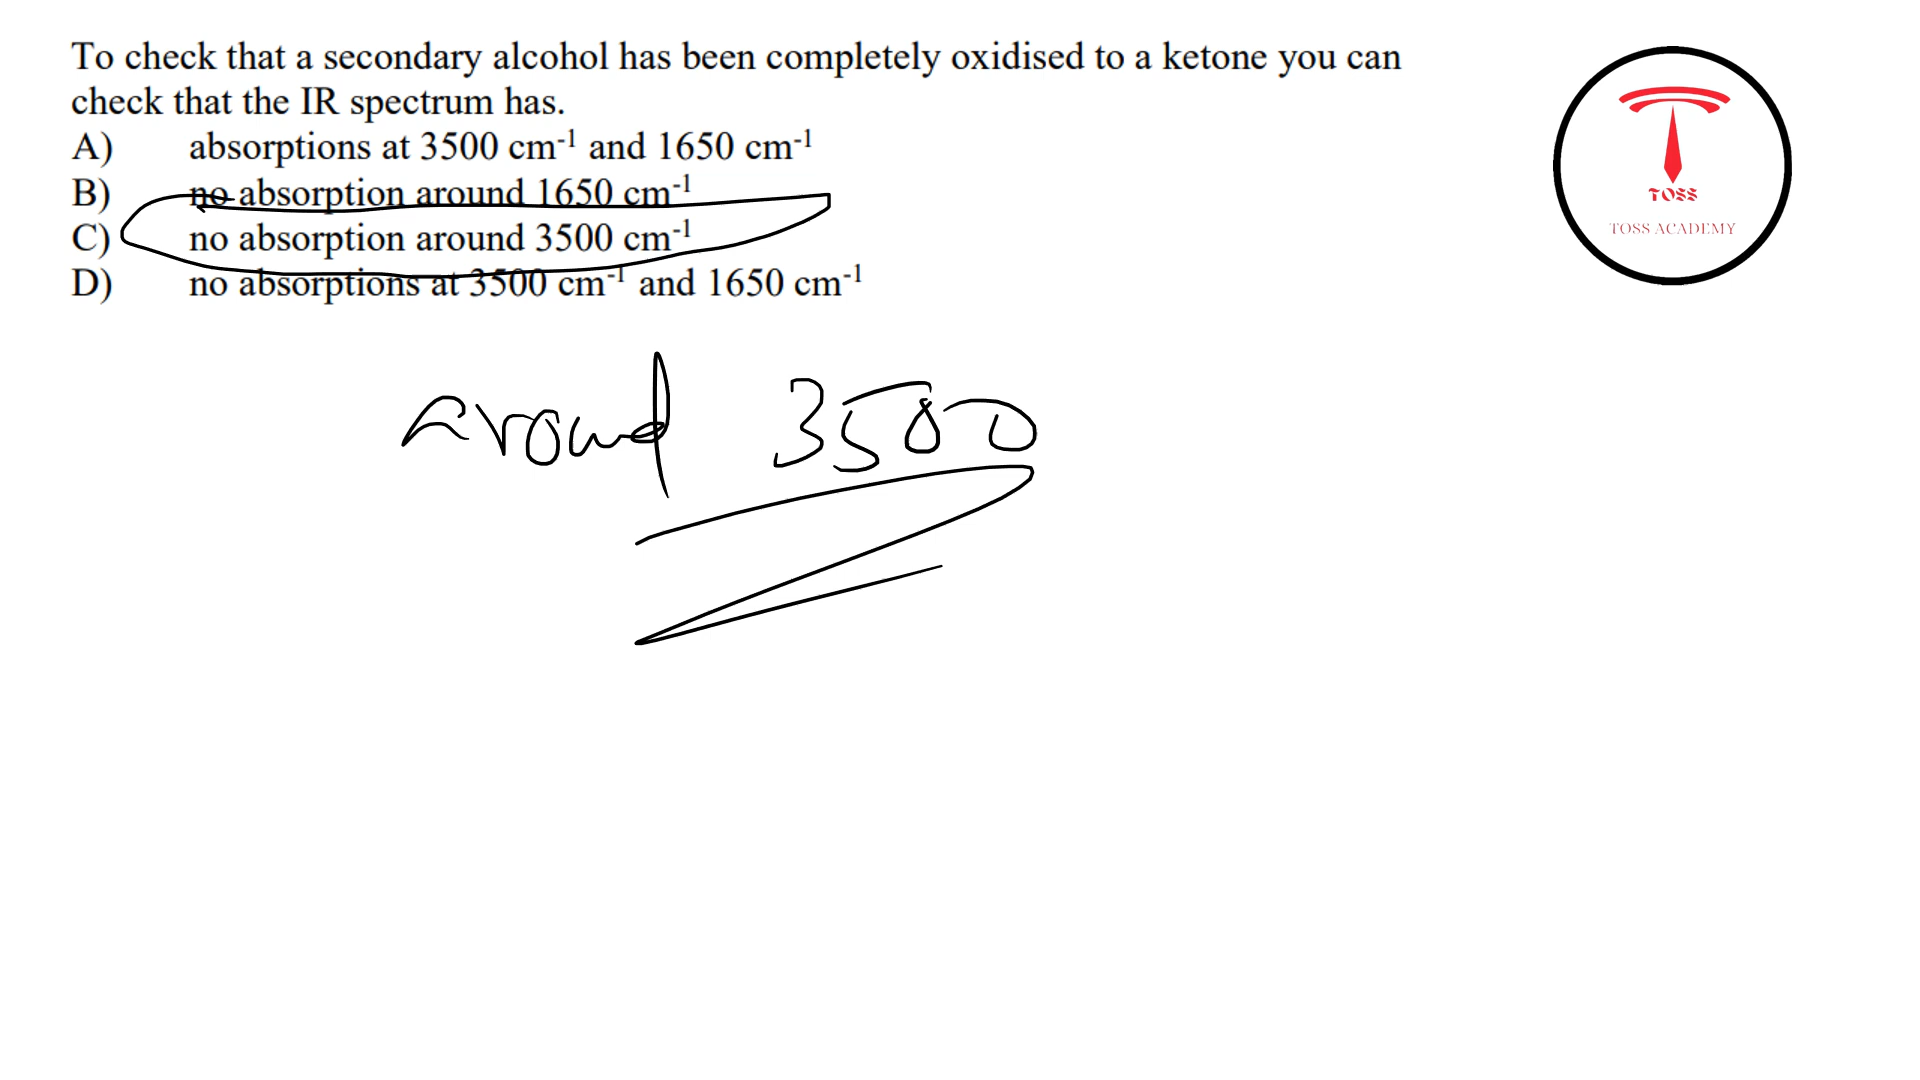 To check that a secondary alcohol has been completely oxidised to a ketone you can
check that the IR spectrum has.
A) absorptions at 3500 cm⁻¹ and 1650 cm⁻¹
B) no absorption around 1650 cm⁻¹
C) no absorption around 3500 cm⁻¹
D) no absorptions at 3500 cm⁻¹ and 1650 cm⁻¹
TOSS
TOSS ACADEMY
around 3500